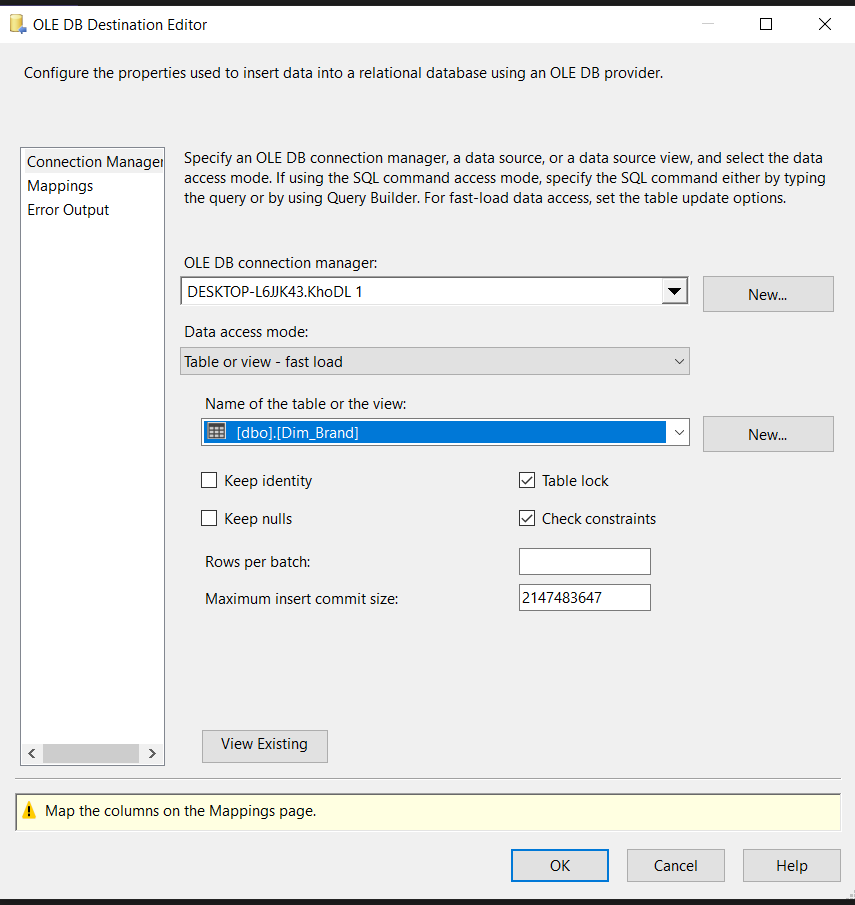 OLE DB Destination Editor
Configure the properties used to insert data into a relational database using an OLE DB provider.
Connection Manager
Mappings
Error Output
Specify an OLE DB connection manager, a data source, or a data source view, and select the data
access mode. If using the SQL command access mode, specify the SQL command either by typing
the query or by using Query Builder. For fast-load data access, set the table update options.
OLE DB connection manager:
DESKTOP-L6JJK43.KhoDL 1
New...
Data access mode:
Table or view - fast load
Name of the table or the view:
[dbo].[Dim_Brand]
New...
Keep identity
Table lock
Keep nulls
Check constraints
Rows per batch:
Maximum insert commit size:
2147483647
View Existing
Map the columns on the Mappings page.
OK
Cancel
Help